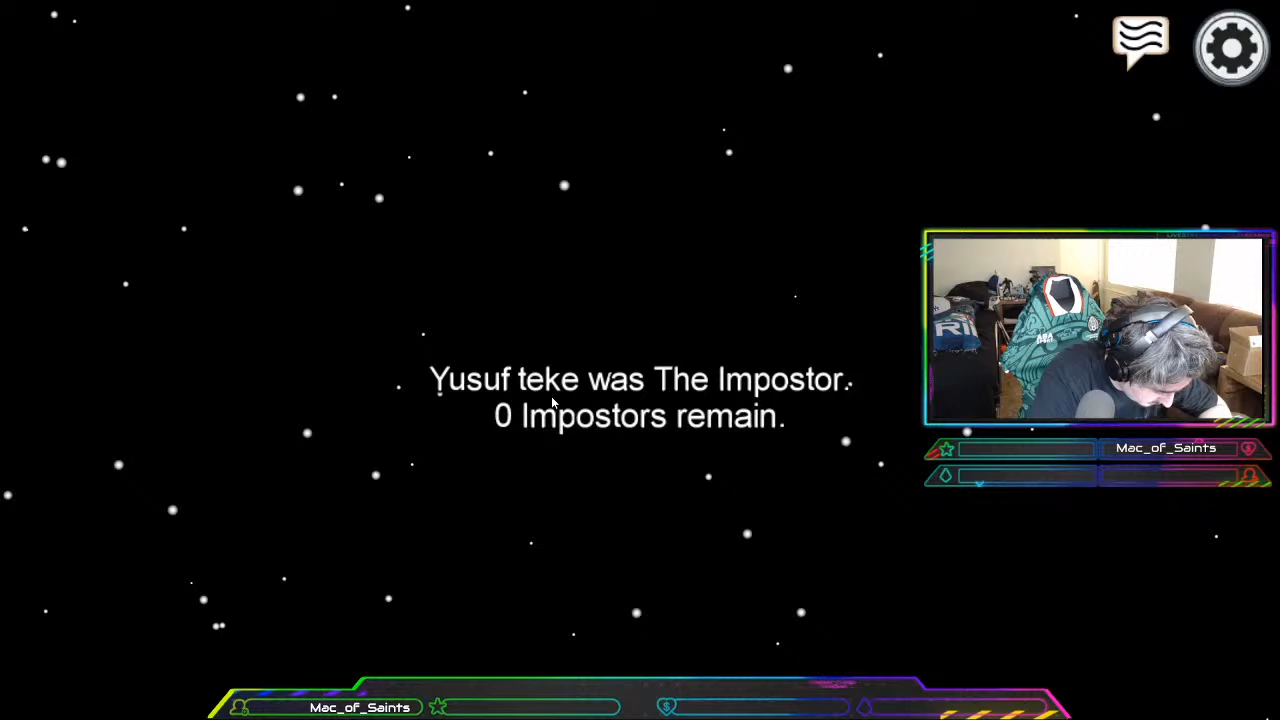 Yusuf teke was The Impostor.
0 Impostors remain.
Mac_of_Saints
Mac_of_Saints